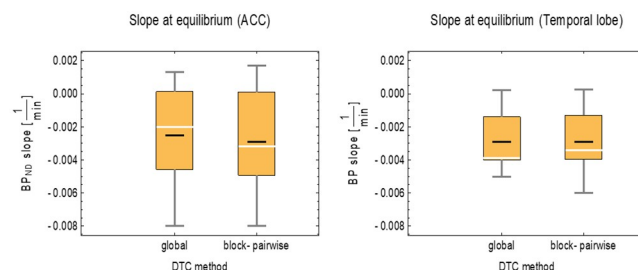 Slope at equilibrium (ACC)
BP_ND slope [1/min]
0.002
0.000
- 0.002
- 0.004
- 0.006
- 0.008
global
block- pairwise
DTC method
Slope at equilibrium (Temporal lobe)
BP slope [1/min]
0.002
0.000
- 0.002
- 0.004
- 0.006
- 0.008
global
block- pairwise
DTC method